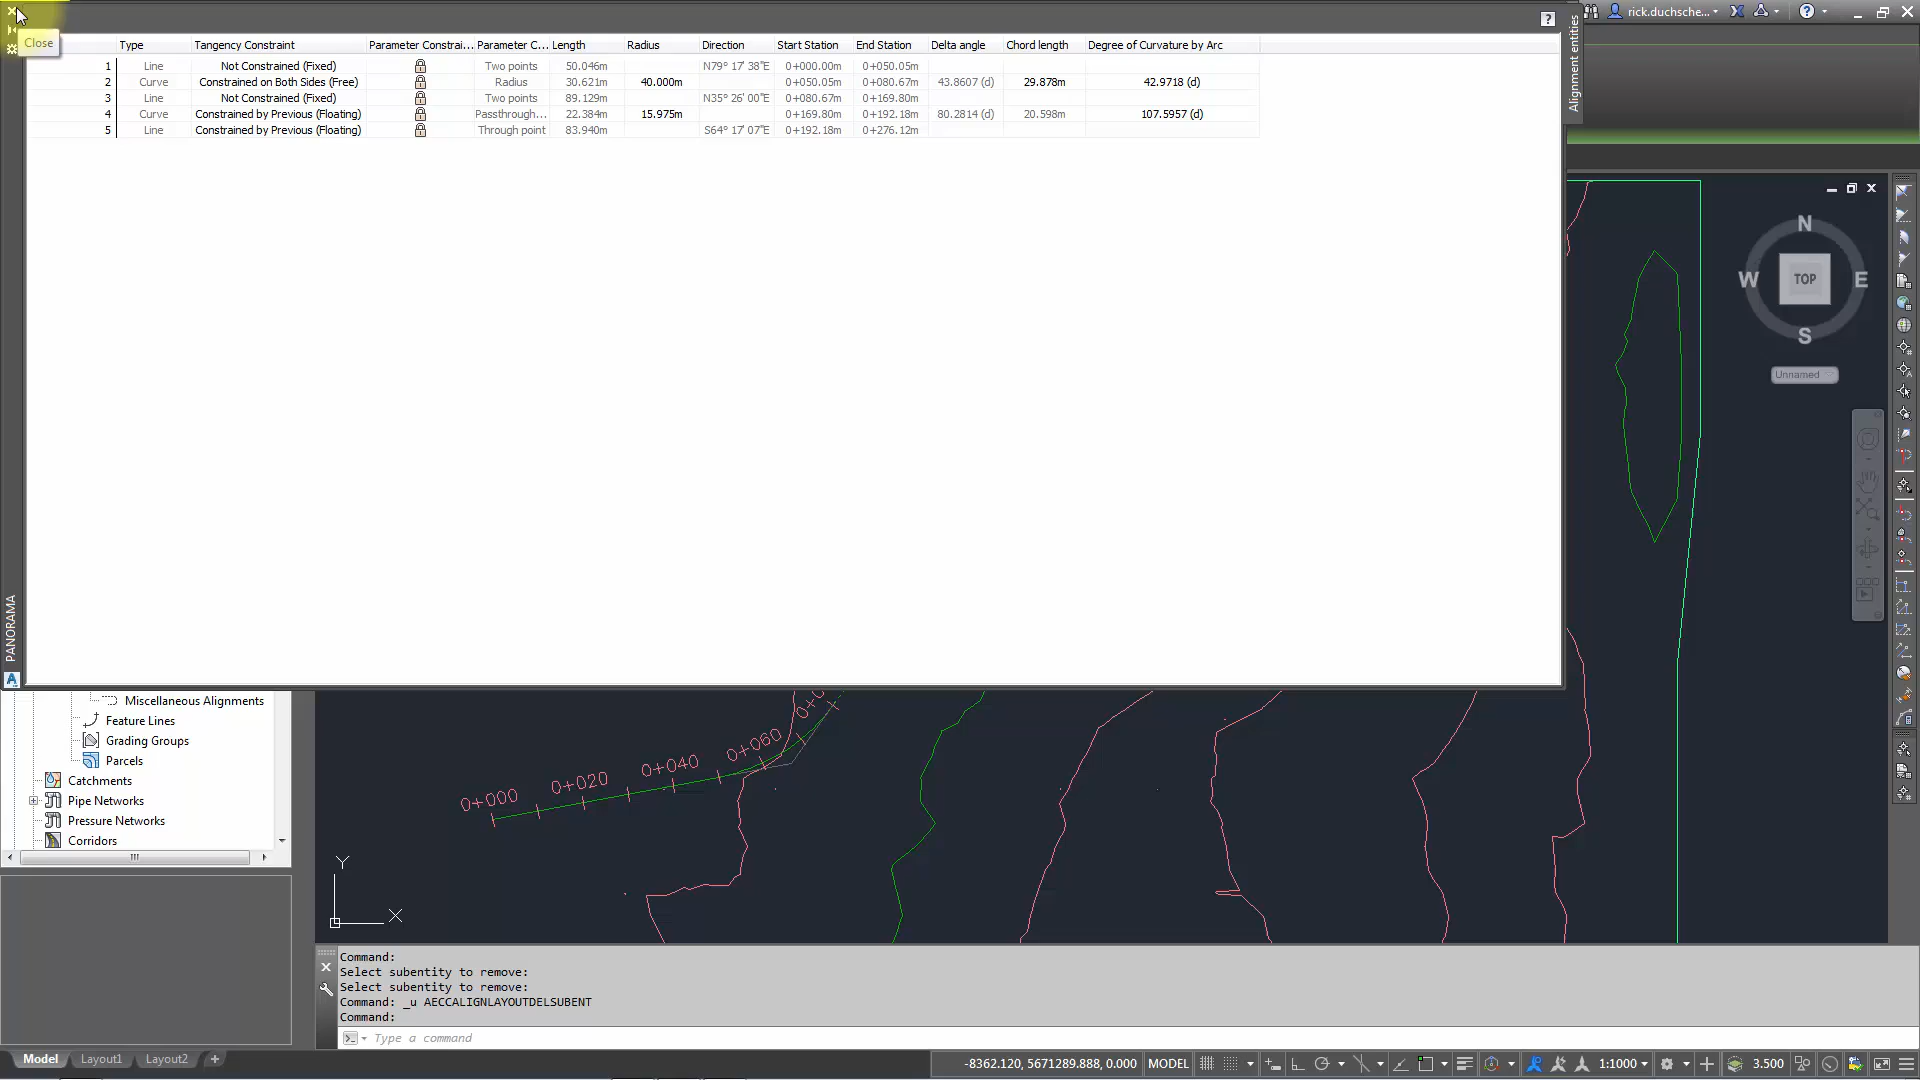 rick.duchsche...
Close
Type Tangency Constraint Parameter Constrai... Parameter C... Length Radius Direction Start Station End Station Delta angle Chord length Degree of Curvature by Arc
1 Line Not Constrained (Fixed) Two points 50.046m N79° 17' 38"E 0+000.00m 0+050.05m
2 Curve Constrained on Both Sides (Free) Radius 30.621m 40.000m 0+050.05m 0+080.67m 43.8607 (d) 29.878m 42.9718 (d)
3 Line Not Constrained (Fixed) Two points 89.129m N35° 26' 00"E 0+080.67m 0+169.80m
4 Curve Constrained by Previous (Floating) Passthrough... 22.384m 15.975m 0+169.80m 0+192.18m 80.2814 (d) 20.598m 107.5957 (d)
5 Line Constrained by Previous (Floating) Through point 83.940m S64° 17' 07"E 0+192.18m 0+276.12m
Alignment entities
PANORAMA
N
W TOP E
S
Unnamed
Miscellaneous Alignments
Feature Lines
Grading Groups
Parcels
Catchments
Pipe Networks
Pressure Networks
Corridors
0+000
0+020
0+040
0+060
Y
X
Command:
Select subentity to remove:
Select subentity to remove:
Command: _u AECCALIGNLAYOUTDELSUBENT
Command:
Type a command
Model Layout1 Layout2 +
-8362.120, 5671289.888, 0.000 MODEL 1:1000 3.500